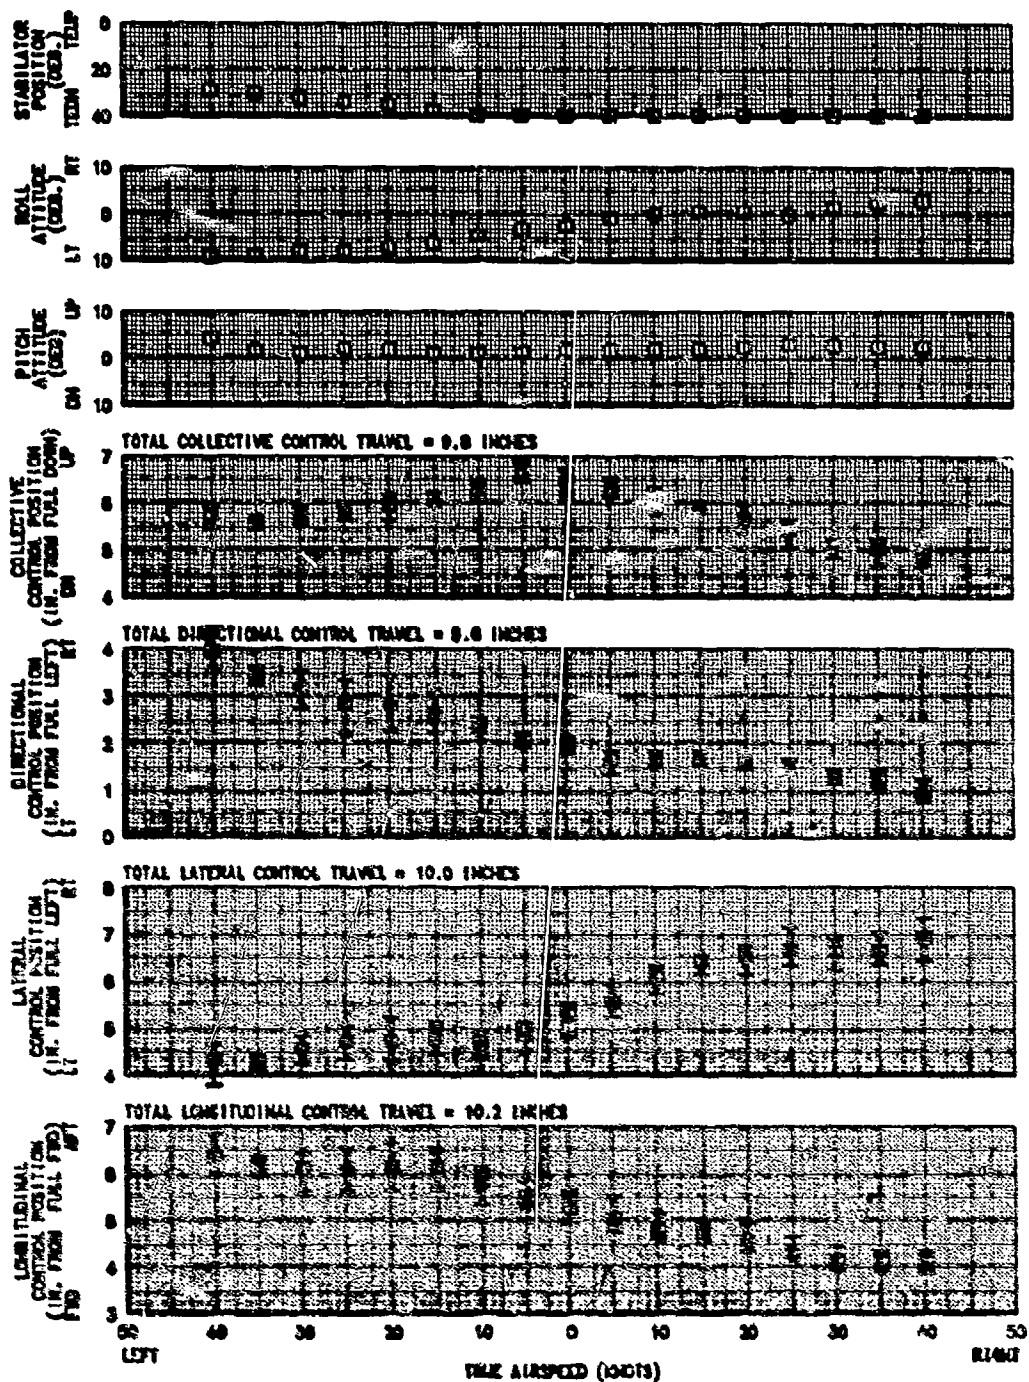 STABILATOR
POSITION
(DEG.)
TEDN TEUP
0
20
40
ROLL
ATTITUDE
(DEG.)
LT RT
10
0
10
PITCH
ATTITUDE
(DEG)
DN UP
10
0
10
TOTAL COLLECTIVE CONTROL TRAVEL = 9.8 INCHES
COLLECTIVE
CONTROL POSITION
(IN. FROM FULL DOWN)
DN UP
7
6
5
4
TOTAL DIRECTIONAL CONTROL TRAVEL = INCHES
DIRECTIONAL
CONTROL POSITION
(IN. FROM FULL LEFT)
LT RT
4
3
2
1
0
TOTAL LATERAL CONTROL TRAVEL = 10.0 INCHES
LATERAL
CONTROL POSITION
(IN. FROM FULL LEFT)
LT RT
8
7
6
5
4
TOTAL LONGITUDINAL CONTROL TRAVEL = 10.2 INCHES
LONGITUDINAL
CONTROL POSITION
(IN. FROM FULL FWD)
FWD AFT
7
6
5
4
3
50 40 30 20 10 0 10 20 30 40 50
LEFT RIGHT
TRUE AIRSPEED (KNOTS)